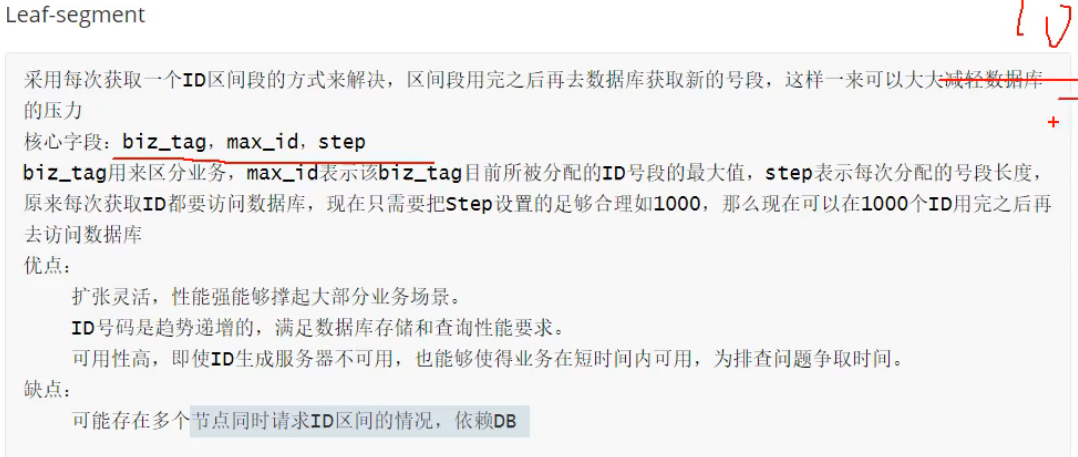 Leaf-segment
采用每次获取一个ID区间段的方式来解决，区间段用完之后再去数据库获取新的号段，这样一来可以大大减轻数据库
的压力
核心字段：biz_tag，max_id，step
biz_tag用来区分业务，max_id表示该biz_tag目前所被分配的ID号段的最大值，step表示每次分配的号段长度，
原来每次获取ID都要访问数据库，现在只需要把Step设置的足够合理如1000，那么现在可以在1000个ID用完之后再
去访问数据库
优点：
扩张灵活，性能强能够撑起大部分业务场景。
ID号码是趋势递增的，满足数据库存储和查询性能要求。
可用性高，即使ID生成服务器不可用，也能够使得业务在短时间内可用，为排查问题争取时间。
缺点：
可能存在多个节点同时请求ID区间的情况，依赖DB